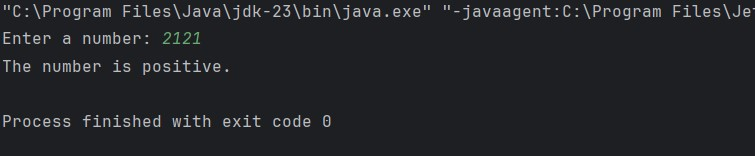 "C:\Program Files\Java\jdk-23\bin\java.exe" "-javaagent:C:\Program Files\Je
Enter a number: 2121
The number is positive.
Process finished with exit code 0